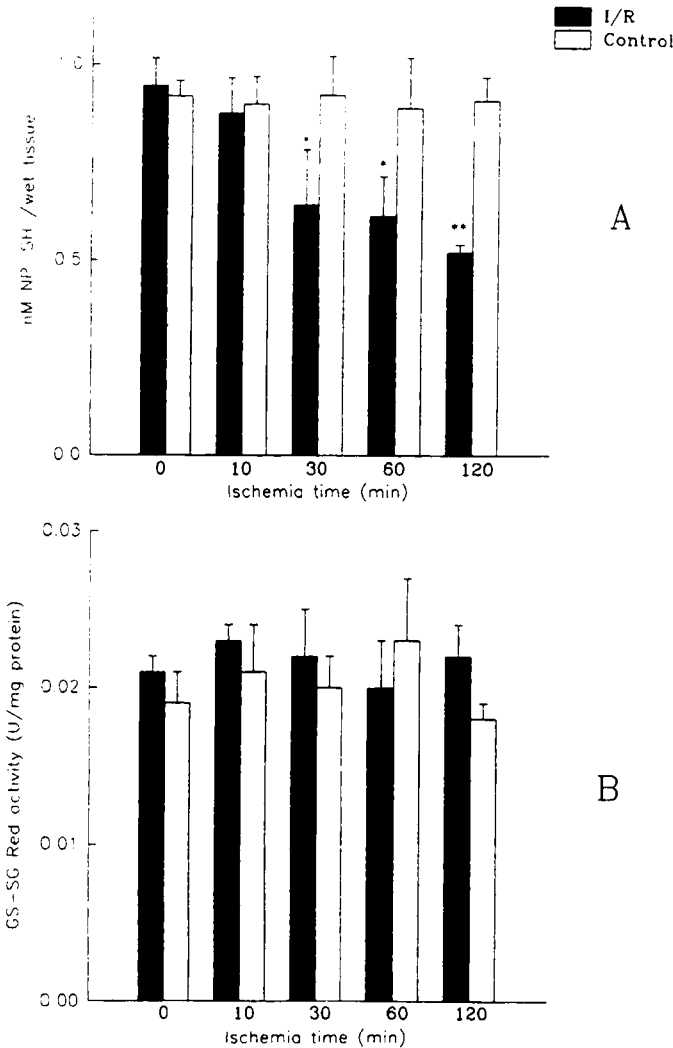 I/R
Control
1.0
0.5
0.0
nM NP SH /wet tissue
*
*
**
A
0 10 30 60 120
Ischemia time (min)
0.03
0.02
0.01
0.00
GS-SG Red activity (U/mg protein)
B
0 10 30 60 120
Ischemia time (min)